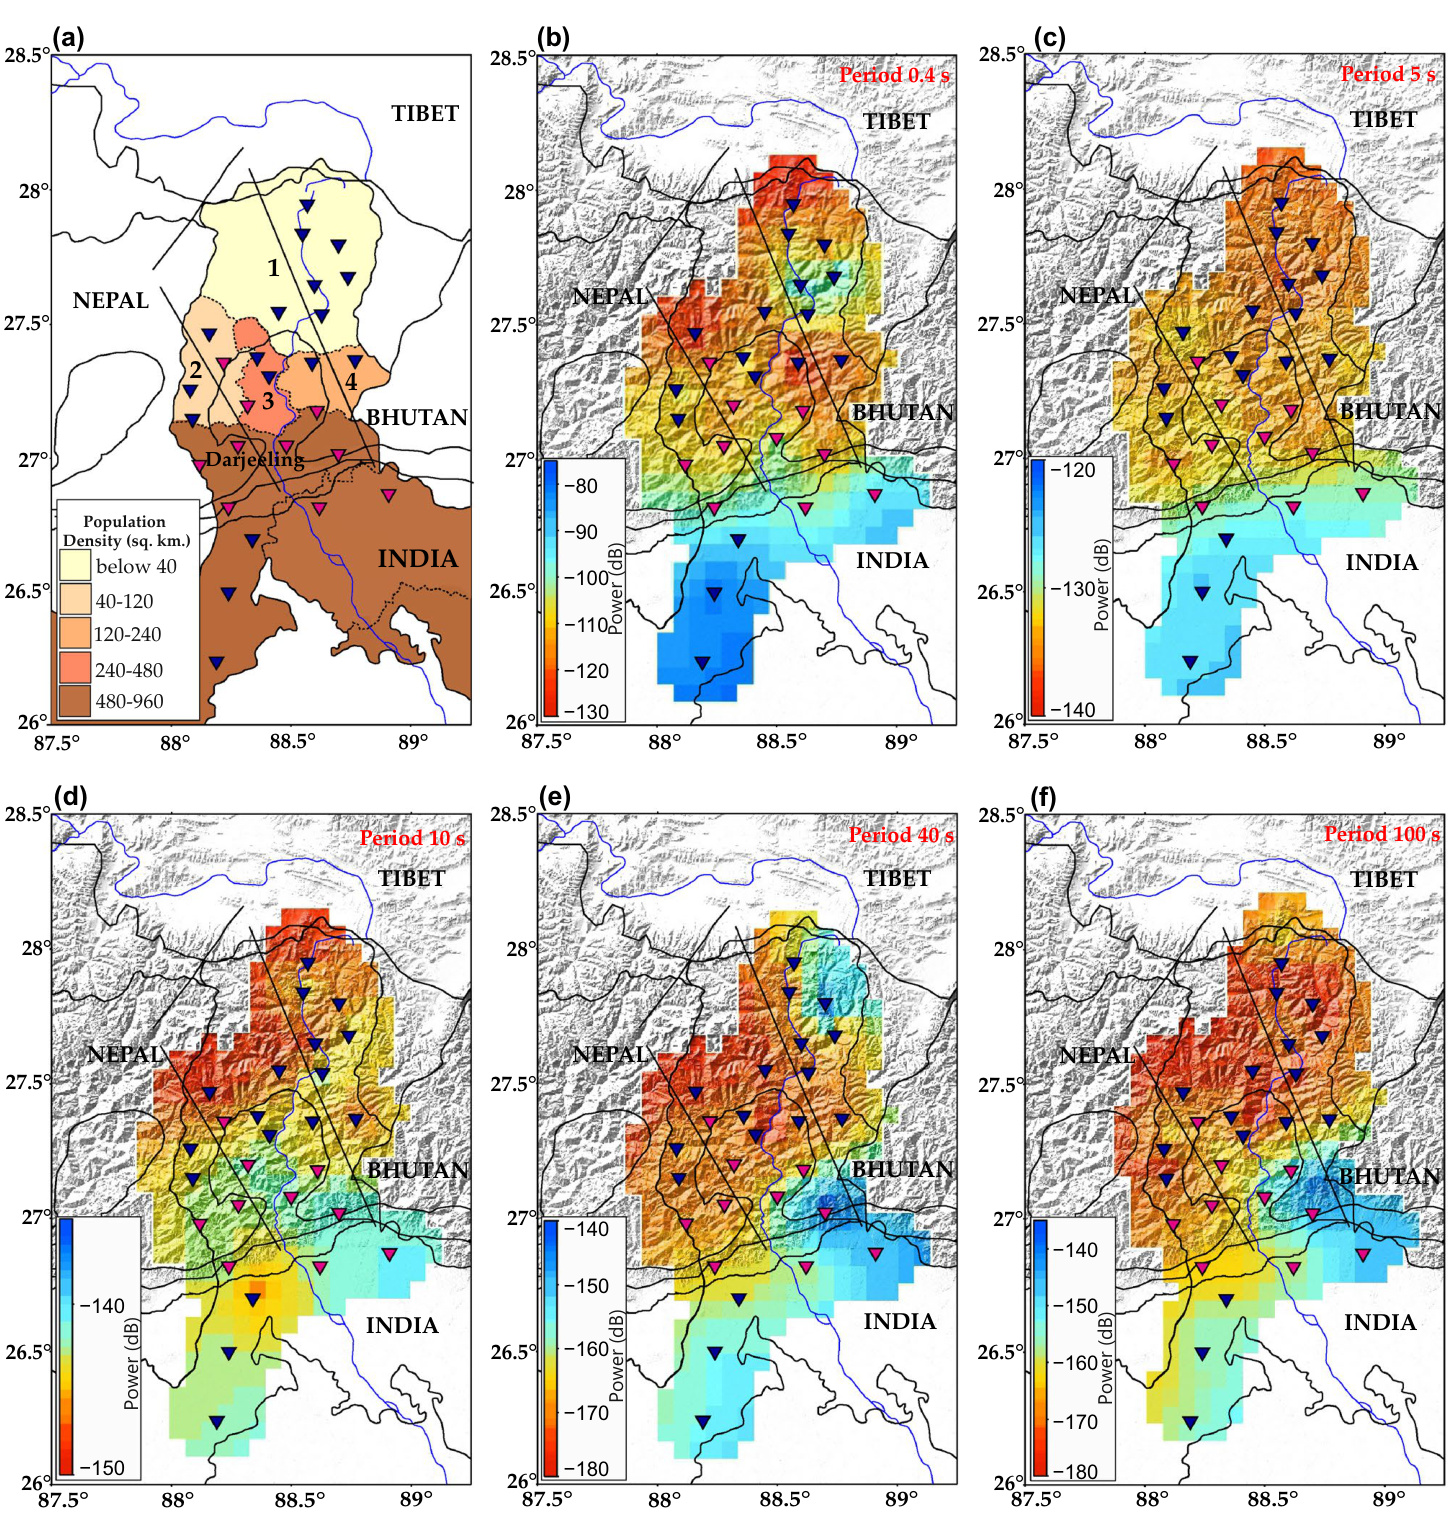 (a)
28.5°
28°
27.5°
27°
26.5°
26°
87.5°
88°
88.5°
89°
TIBET
NEPAL
1
2
3
4
BHUTAN
Darjeeling
INDIA
Population
Density (sq. km.)
below 40
40-120
120-240
240-480
480-960
(b)
Period 0.4 s
28.5°
28°
27.5°
27°
26.5°
26°
87.5°
88°
88.5°
89°
TIBET
NEPAL
BHUTAN
INDIA
−80
−90
−100
−110
−120
−130
Power (dB)
(c)
Period 5 s
28.5°
28°
27.5°
27°
26.5°
26°
87.5°
88°
88.5°
89°
TIBET
NEPAL
BHUTAN
INDIA
−120
−130
−140
Power (dB)
(d)
Period 10 s
28.5°
28°
27.5°
27°
26.5°
26°
87.5°
88°
88.5°
89°
TIBET
NEPAL
BHUTAN
INDIA
−140
−150
Power (dB)
(e)
Period 40 s
28.5°
28°
27.5°
27°
26.5°
26°
87.5°
88°
88.5°
89°
TIBET
NEPAL
BHUTAN
INDIA
−140
−150
−160
−170
−180
Power (dB)
(f)
Period 100 s
28.5°
28°
27.5°
27°
26.5°
26°
87.5°
88°
88.5°
89°
TIBET
NEPAL
BHUTAN
INDIA
−140
−150
−160
−170
−180
Power (dB)